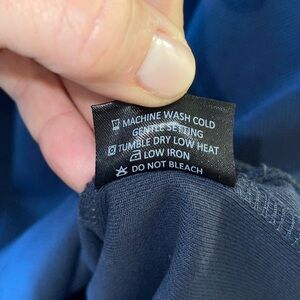 MACHINE WASH COLD
GENTLE SETTING
TUMBLE DRY LOW HEAT
LOW IRON
DO NOT BLEACH